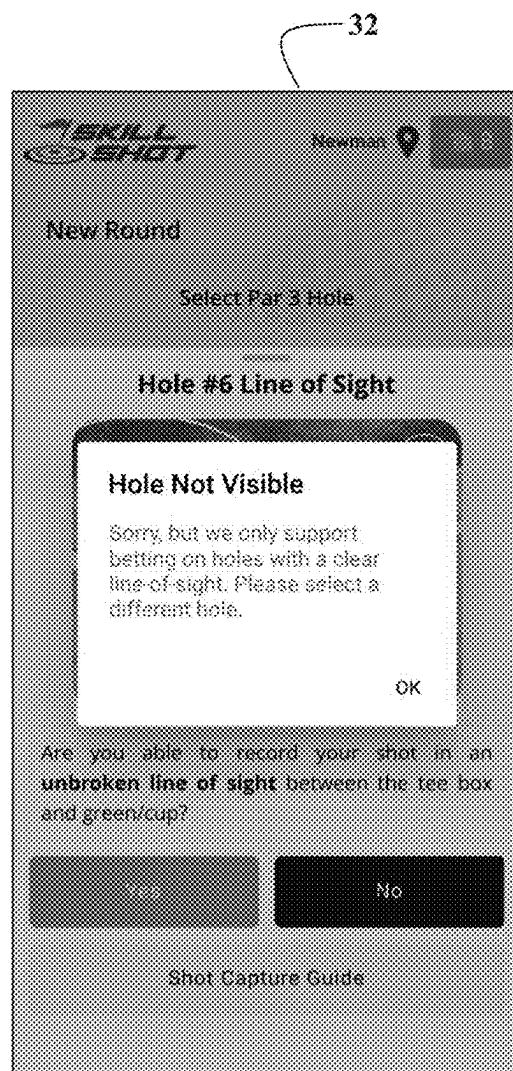 32
SKILL
SHOT
Newman
New Round
Select Par 3 Hole
Hole #6 Line of Sight
Hole Not Visible
Sorry, but we only support
betting on holes with a clear
line-of-sight. Please select a
different hole.
OK
Are you able to record your shot in an
unbroken line of sight between the tee box
and green/cup?
No
Shot Capture Guide